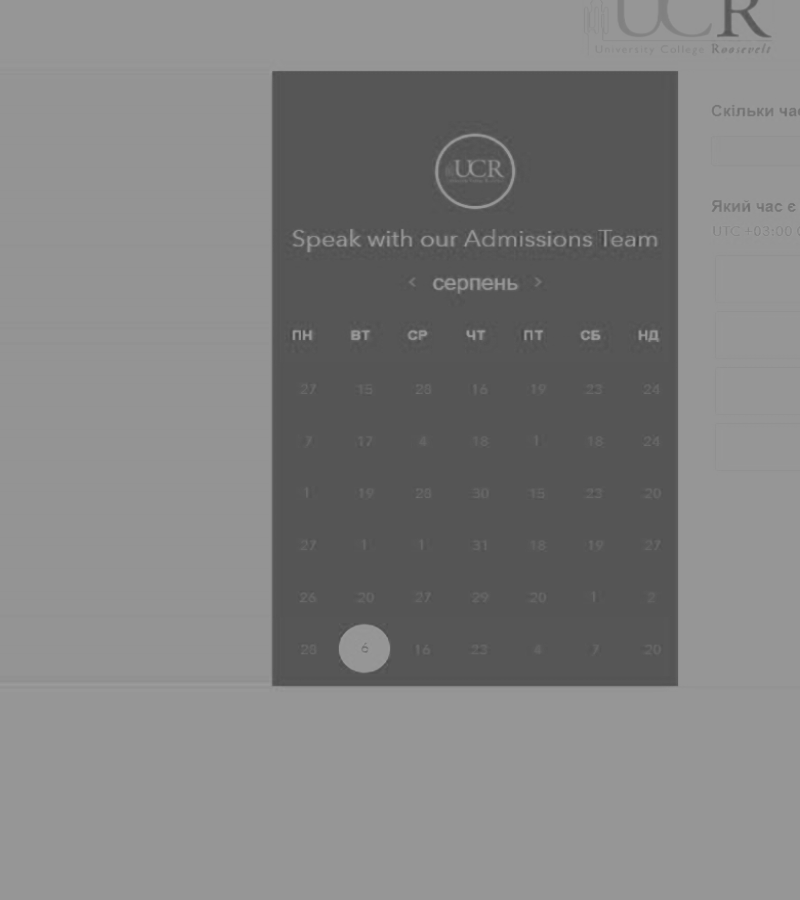 UCR
University College Roosevelt
Скільки
UCR
Який час є
UTC +03:00
Speak with our Admissions Team
< серпень >
ПН ВТ СР ЧТ ПТ СБ НД
27 15 28 16 19 23 24
7 17 4 18 1 18 24
1 19 28 30 15 23 20
27 1 1 31 18 19 27
26 20 27 29 20 1 2
28 6 16 23 4 7 20